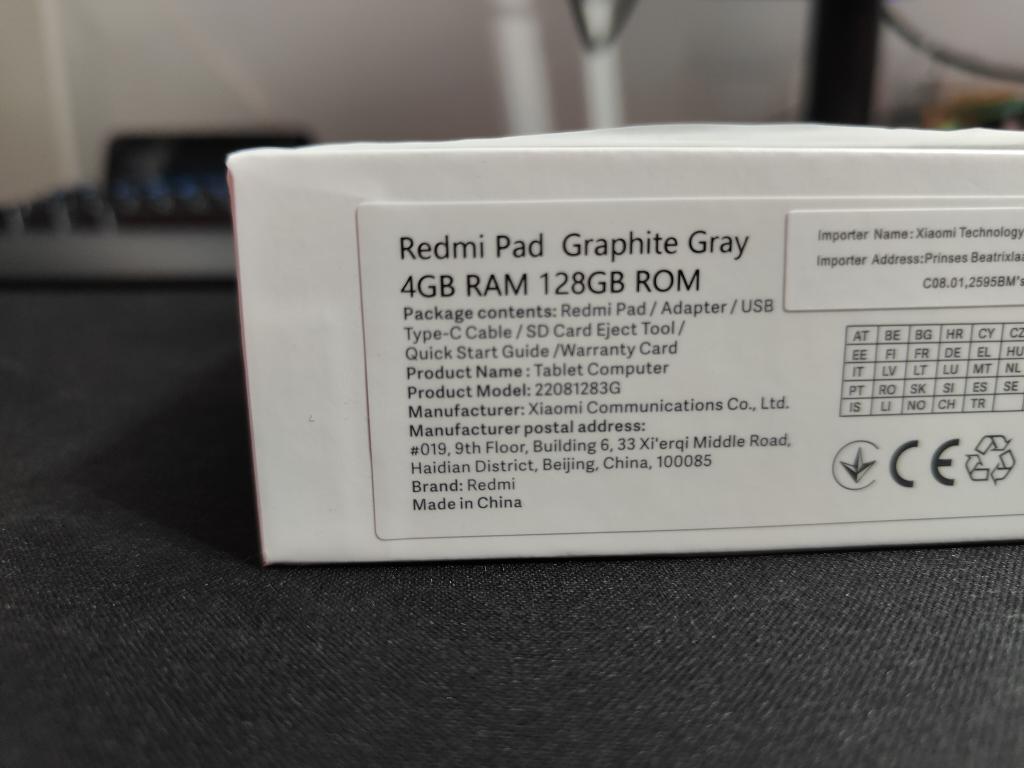 Redmi Pad Graphite Gray
4GB RAM 128GB ROM
Package contents: Redmi Pad / Adapter / USB
Type-C Cable / SD Card Eject Tool /
Quick Start Guide /Warranty Card
Product Name : Tablet Computer
Product Model: 22081283G
Manufacturer: Xiaomi Communications Co., Ltd.
Manufacturer postal address:
#019, 9th Floor, Building 6, 33 Xi'erqi Middle Road,
Haidian District, Beijing, China, 100085
Brand: Redmi
Made in China
Importer Name: Xiaomi Technology
Importer Address:Prinses Beatrixlaa
C08.01,2595BM's
AT BE BG HR CY CZ
EE FI FR DE EL HU
IT LV LT LU MT NL
PT RO SK SI ES SE
IS LI NO CH TR
CE